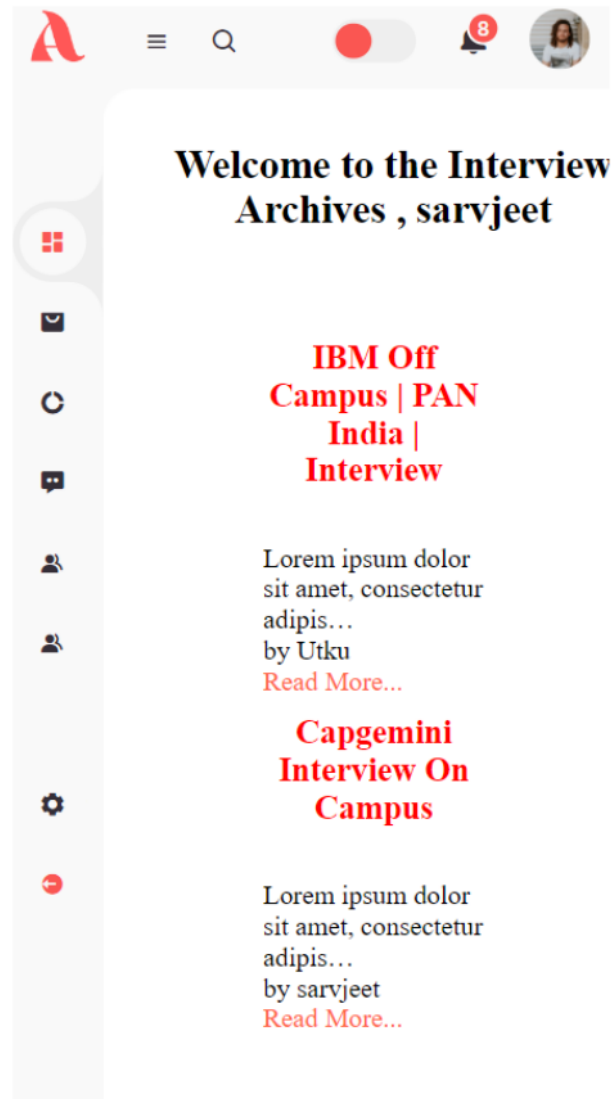 8
Welcome to the Interview
Archives , sarvjeet
IBM Off
Campus | PAN
India |
Interview
Lorem ipsum dolor
sit amet, consectetur
adipis…
by Utku
Read More...
Capgemini
Interview On
Campus
Lorem ipsum dolor
sit amet, consectetur
adipis…
by sarvjeet
Read More...